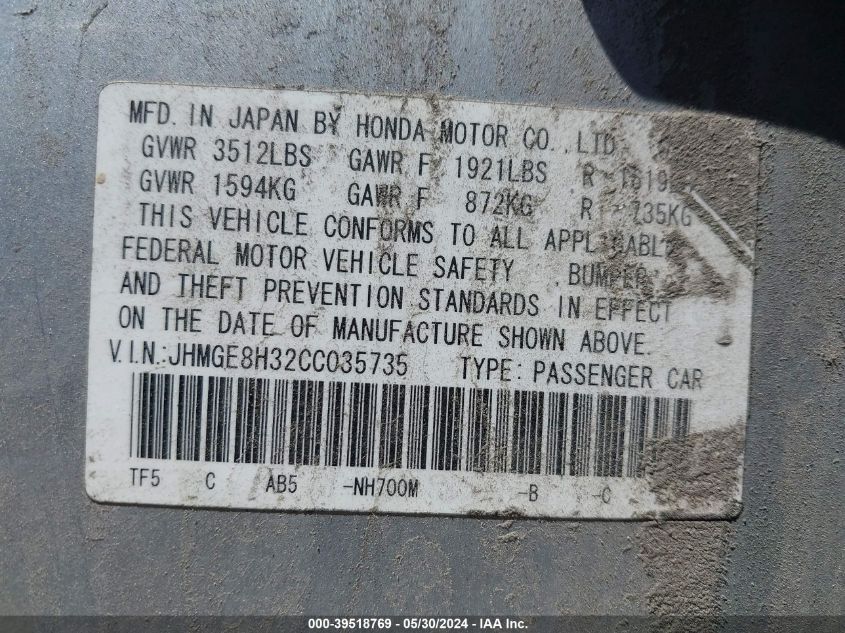 MFD. IN JAPAN BY HONDA MOTOR CO.,LTD
GVWR 3512LBS GAWR F 1921LBS R
GVWR 1594KG GAWR F 872KG R 735KG
THIS VEHICLE CONFORMS TO ALL APPLICABLE
FEDERAL MOTOR VEHICLE SAFETY , BUMPER,
AND THEFT PREVENTION STANDARDS IN EFFECT
ON THE DATE OF MANUFACTURE SHOWN ABOVE.
V.I.N.:JHMGE8H32CC035735 TYPE: PASSENGER CAR
TF5 C AB5 -NH700M -B -C
000-39518769 - 05/30/2024 - IAA Inc.